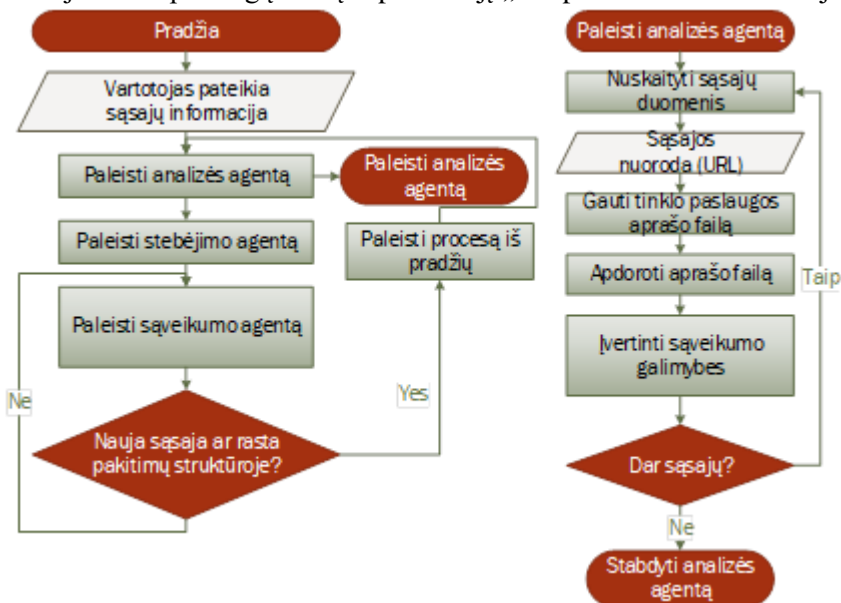 Pradžia
Vartotojas pateikia
sąsajų informacija
Paleisti analizės agentą
Paleisti analizės
agentą
Paleisti stebėjimo agentą
Paleisti procesą iš
pradžių
Paleisti sąveikumo agentą
Ne
Yes
Nauja sąsaja ar rasta
pakitimų struktūroje?
Paleisti analizės agentą
Nuskaityti sąsajų
duomenis
Sąsajos
nuoroda (URL)
Gauti tinklo paslaugos
aprašo failą
Apdoroti aprašo failą
Taip
Įvertinti sąveikumo
galimybes
Dar sąsajų?
Ne
Stabdyti analizės
agentą